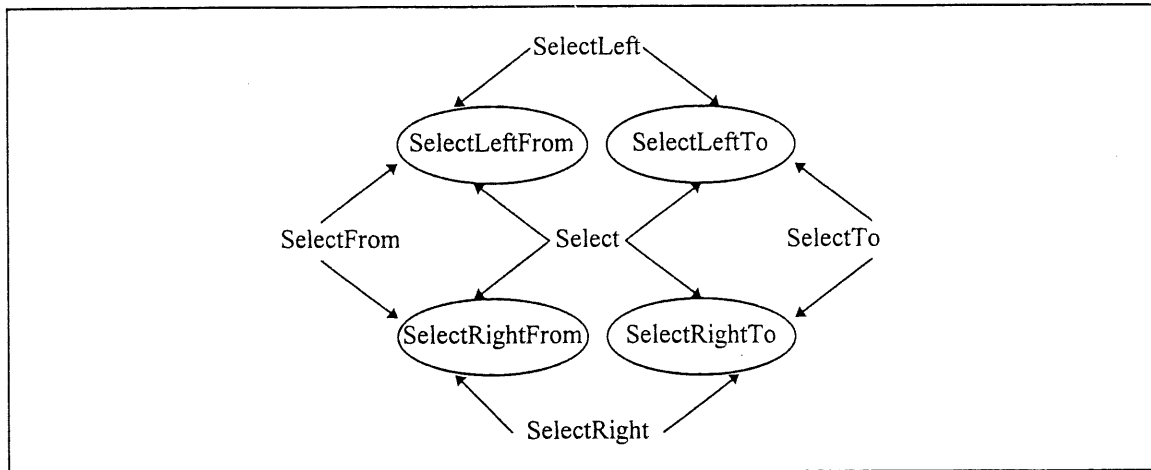 SelectLeft
SelectLeftFrom
SelectLeftTo
SelectFrom
Select
SelectTo
SelectRightFrom
SelectRightTo
SelectRight